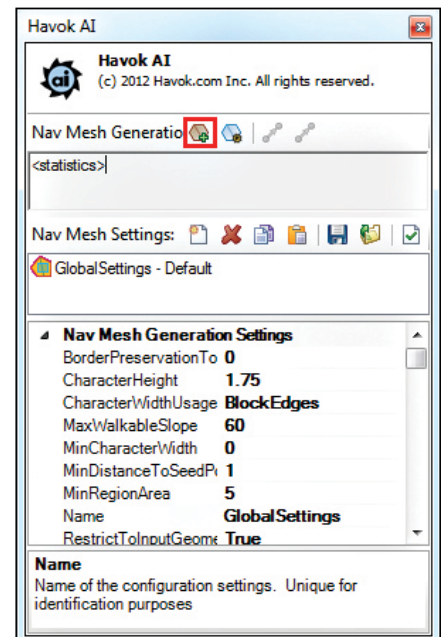 Havok AI
ai
Havok AI
(c) 2012 Havok.com Inc. All rights reserved.
Nav Mesh Generatio
<statistics>
Nav Mesh Settings:
GlobalSettings - Default
Nav Mesh Generation Settings
BorderPreservationTo 0
CharacterHeight 1.75
CharacterWidthUsage BlockEdges
MaxWalkableSlope 60
MinCharacterWidth 0
MinDistanceToSeedPo 1
MinRegionArea 5
Name GlobalSettings
RestrictToInputGeome True
Name
Name of the configuration settings. Unique for
identification purposes